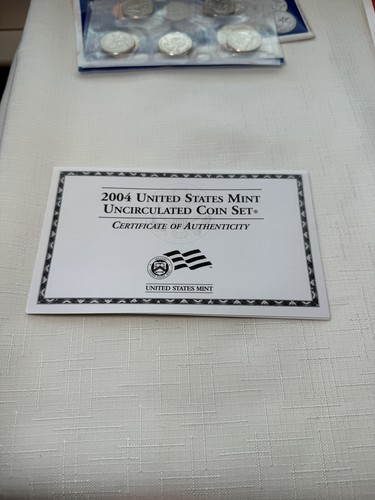 2004 UNITED STATES MINT
UNCIRCULATED COIN SET®
CERTIFICATE OF AUTHENTICITY
UNITED STATES MINT